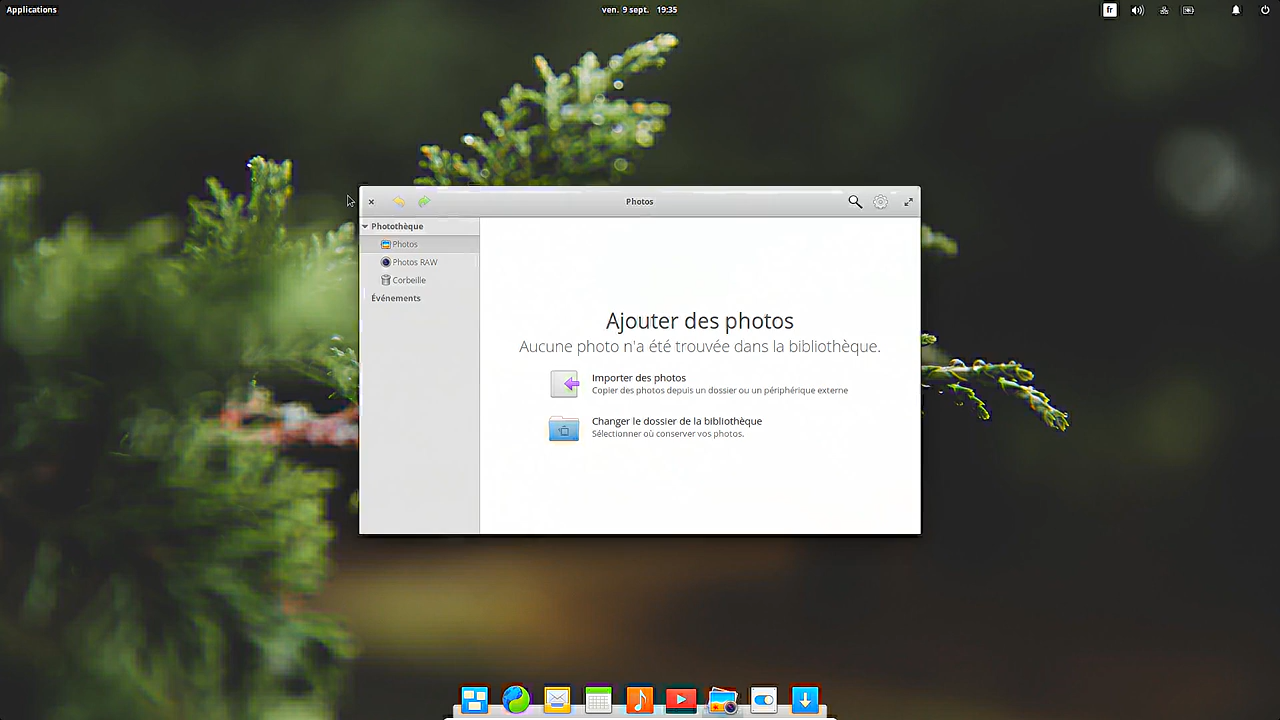 Applications
ven. 9 sept. 19:35
fr
Photos
Photothèque
Photos
Photos RAW
Corbeille
Événements
Ajouter des photos
Aucune photo n'a été trouvée dans la bibliothèque.
Importer des photos
Copier des photos depuis un dossier ou un périphérique externe
Changer le dossier de la bibliothèque
Sélectionner où conserver vos photos.